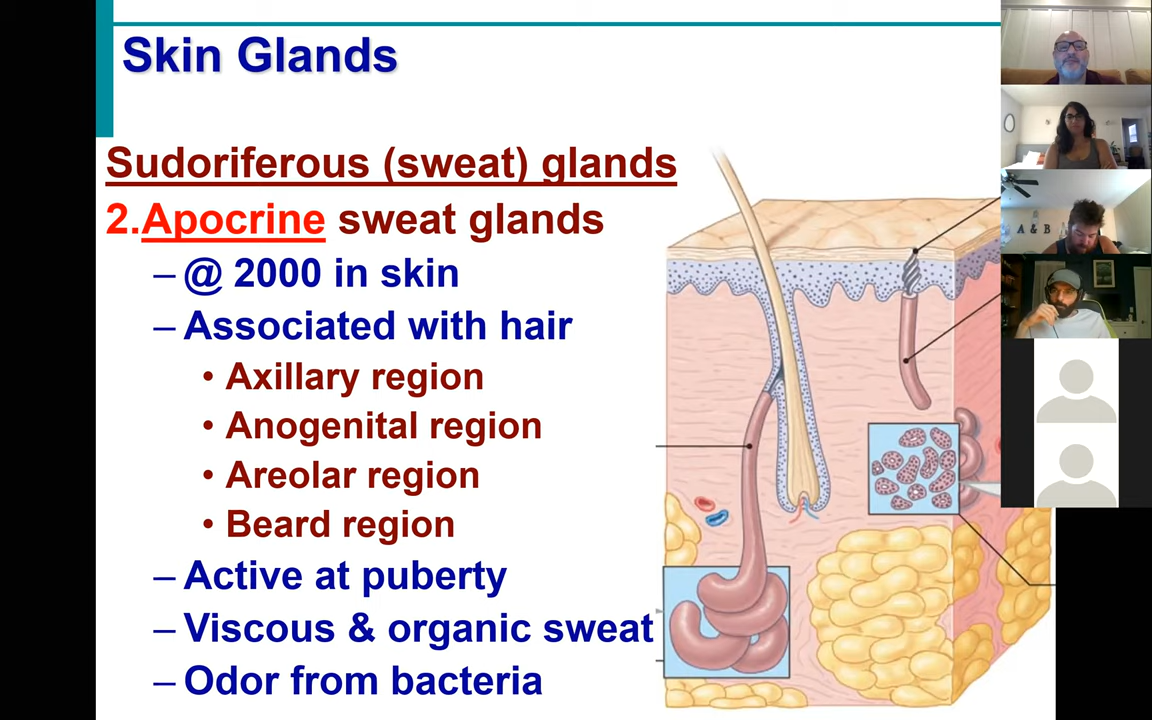 Skin Glands
Sudoriferous (sweat) glands
2.Apocrine sweat glands
– @ 2000 in skin
– Associated with hair
• Axillary region
• Anogenital region
• Areolar region
• Beard region
– Active at puberty
– Viscous & organic sweat
– Odor from bacteria
A & B